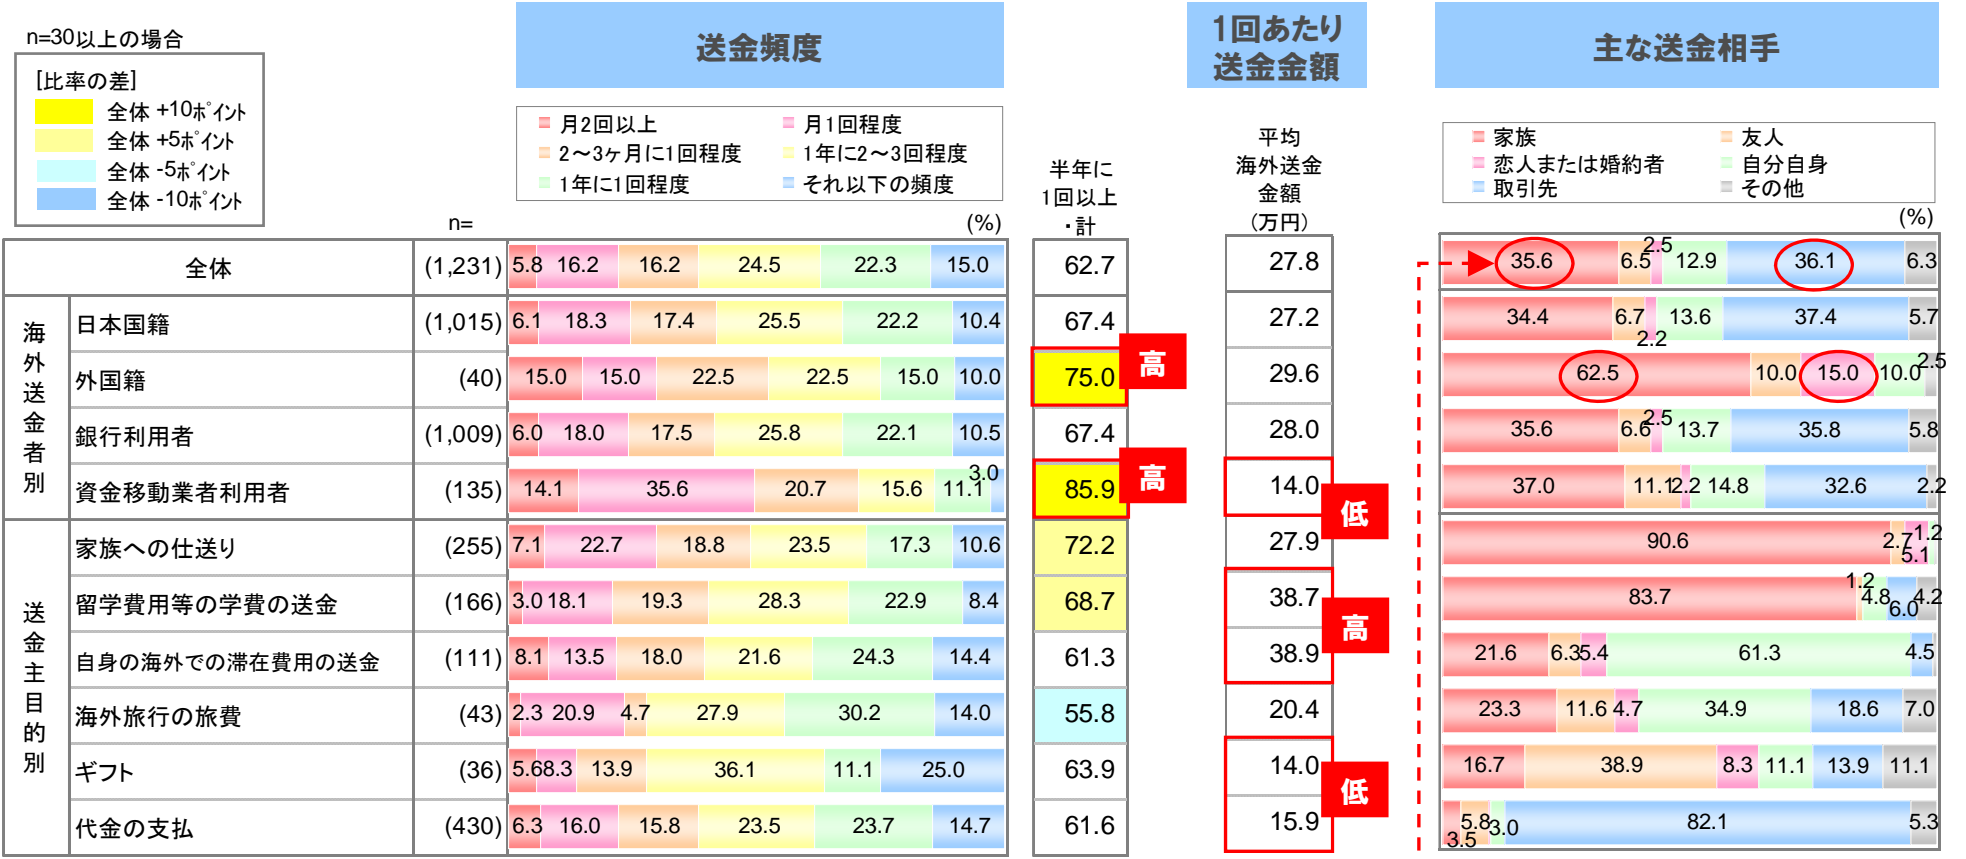 n=30以上の場合
[比率の差]
全体 +10ﾎﾟｲﾝﾄ
全体 +5ﾎﾟｲﾝﾄ
全体 -5ﾎﾟｲﾝﾄ
全体 -10ﾎﾟｲﾝﾄ
送金頻度
月2回以上 月1回程度
2～3ヶ月に1回程度 1年に2～3回程度
1年に1回程度 それ以下の頻度
n= (%)
半年に
1回以上
・計
1回あたり
送金金額
平均
海外送金
金額
(万円)
主な送金相手
家族 友人
恋人または婚約者 自分自身
取引先 その他
(%)
全体 (1,231) 5.8 16.2 16.2 24.5 22.3 15.0 62.7 27.8 35.6 6.5 2.5 12.9 36.1 6.3
海外送金者別
日本国籍 (1,015) 6.1 18.3 17.4 25.5 22.2 10.4 67.4 27.2 34.4 6.7 2.2 13.6 37.4 5.7
外国籍 (40) 15.0 15.0 22.5 22.5 15.0 10.0 75.0 高 29.6 62.5 10.0 15.0 10.0 2.5
銀行利用者 (1,009) 6.0 18.0 17.5 25.8 22.1 10.5 67.4 28.0 35.6 6.6 2.5 13.7 35.8 5.8
資金移動業者利用者 (135) 14.1 35.6 20.7 15.6 11.1 3.0 85.9 高 14.0 低 37.0 11.1 2.2 14.8 32.6 2.2
送金主目的別
家族への仕送り (255) 7.1 22.7 18.8 23.5 17.3 10.6 72.2 27.9 90.6 2.7 5.1 1.2
留学費用等の学費の送金 (166) 3.0 18.1 19.3 28.3 22.9 8.4 68.7 38.7 高 83.7 1.2 4.8 6.0 4.2
自身の海外での滞在費用の送金 (111) 8.1 13.5 18.0 21.6 24.3 14.4 61.3 38.9 21.6 6.3 5.4 61.3 4.5
海外旅行の旅費 (43) 2.3 20.9 4.7 27.9 30.2 14.0 55.8 20.4 23.3 11.6 4.7 34.9 18.6 7.0
ギフト (36) 5.6 8.3 13.9 36.1 11.1 25.0 63.9 14.0 低 16.7 38.9 8.3 11.1 13.9 11.1
代金の支払 (430) 6.3 16.0 15.8 23.5 23.7 14.7 61.6 15.9 3.5 5.8 3.0 82.1 5.3